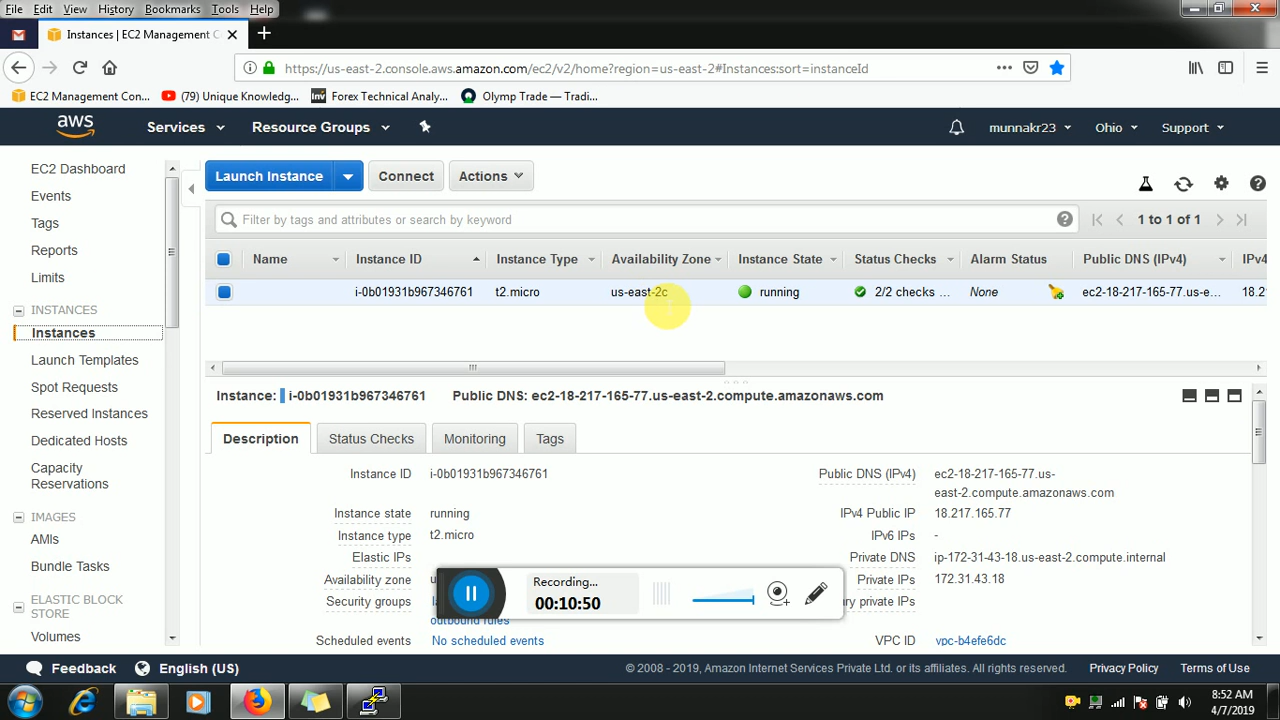 File Edit View History Bookmarks Tools Help
Instances | EC2 Management C
https://us-east-2.console.aws.amazon.com/ec2/v2/home?region=us-east-2#Instances:sort=instanceId
EC2 Management Con... (79) Unique Knowledg... Forex Technical Analy... Olymp Trade — Tradi...
aws Services Resource Groups munnakr23 Ohio Support
EC2 Dashboard
Events
Tags
Reports
Limits
INSTANCES
Instances
Launch Templates
Spot Requests
Reserved Instances
Dedicated Hosts
Capacity
Reservations
IMAGES
AMIs
Bundle Tasks
ELASTIC BLOCK
STORE
Volumes
Launch Instance Connect Actions
Filter by tags and attributes or search by keyword
1 to 1 of 1
Name Instance ID Instance Type Availability Zone Instance State Status Checks Alarm Status Public DNS (IPv4) IPv4
i-0b01931b967346761 t2.micro us-east-2c running 2/2 checks ... None ec2-18-217-165-77.us-e... 18.2
Instance: i-0b01931b967346761 Public DNS: ec2-18-217-165-77.us-east-2.compute.amazonaws.com
Description Status Checks Monitoring Tags
Instance ID i-0b01931b967346761
Instance state running
Instance type t2.micro
Elastic IPs
Availability zone
Security groups
outbound rules
Scheduled events No scheduled events
Public DNS (IPv4) ec2-18-217-165-77.us-
east-2.compute.amazonaws.com
IPv4 Public IP 18.217.165.77
IPv6 IPs -
Private DNS ip-172-31-43-18.us-east-2.compute.internal
Private IPs 172.31.43.18
private IPs
VPC ID vpc-b4efe6dc
Recording...
00:10:50
Feedback English (US) © 2008 - 2019, Amazon Internet Services Private Ltd. or its affiliates. All rights reserved. Privacy Policy Terms of Use
8:52 AM
4/7/2019